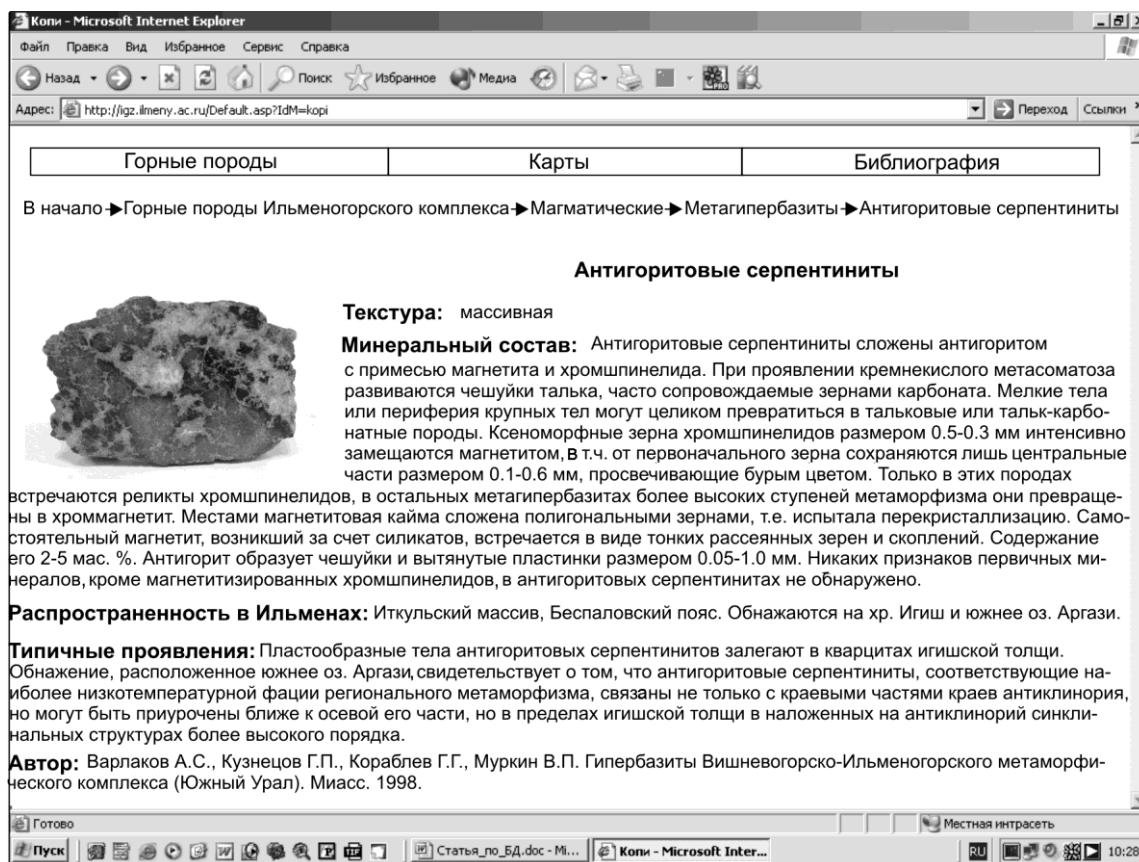 Копи - Microsoft Internet Explorer
Файл Правка Вид Избранное Сервис Справка
Назад Поиск Избранное Медиа PRO
Адрес: http://igz.ilmeny.ac.ru/Default.asp?IdM=kopi Переход Ссылки
Горные породы Карты Библиография
В начало→Горные породы Ильменогорского комплекса→Магматические→Метагипербазиты→Антигоритовые серпентиниты
Антигоритовые серпентиниты
Текстура: массивная
Минеральный состав: Антигоритовые серпентиниты сложены антигоритом
с примесью магнетита и хромшпинелида. При проявлении кремнекислого метасоматоза
развиваются чешуйки талька, часто сопровождаемые зернами карбоната. Мелкие тела
или периферия крупных тел могут целиком превратиться в тальковые или тальк-карбо-
натные породы. Ксеноморфные зерна хромшпинелидов размером 0.5-0.3 мм интенсивно
замещаются магнетитом, в т.ч. от первоначального зерна сохраняются лишь центральные
части размером 0.1-0.6 мм, просвечивающие бурым цветом. Только в этих породах
встречаются реликты хромшпинелидов, в остальных метагипербазитах более высоких ступеней метаморфизма они превраще-
ны в хроммагнетит. Местами магнетитовая кайма сложена полигональными зернами, т.е. испытала перекристаллизацию. Само-
стоятельный магнетит, возникший за счет силикатов, встречается в виде тонких рассеянных зерен и скоплений. Содержание
его 2-5 мас. %. Антигорит образует чешуйки и вытянутые пластинки размером 0.05-1.0 мм. Никаких признаков первичных ми-
нералов, кроме магнетитизированных хромшпинелидов, в антигоритовых серпентинитах не обнаружено.
Распространенность в Ильменах: Иткульский массив, Беспаловский пояс. Обнажаются на хр. Игиш и южнее оз. Аргази.
Типичные проявления: Пластообразные тела антигоритовых серпентинитов залегают в кварцитах игишской толщи.
Обнажение, расположенное южнее оз. Аргази, свидетельствует о том, что антигоритовые серпентиниты, соответствующие на-
иболее низкотемпературной фации регионального метаморфизма, связаны не только с краевыми частями краев антиклинория,
но могут быть приурочены ближе к осевой его части, но в пределах игишской толщи в наложенных на антиклинорий синкли-
нальных структурах более высокого порядка.
Автор: Варлаков А.С., Кузнецов Г.П., Кораблев Г.Г., Муркин В.П. Гипербазиты Вишневогорско-Ильменогорского метаморфи-
ческого комплекса (Южный Урал). Миасс. 1998.
Готово Местная интрасеть
Пуск Статья_по_БД.doc - Mi... Копи - Microsoft Inter... RU 10:28